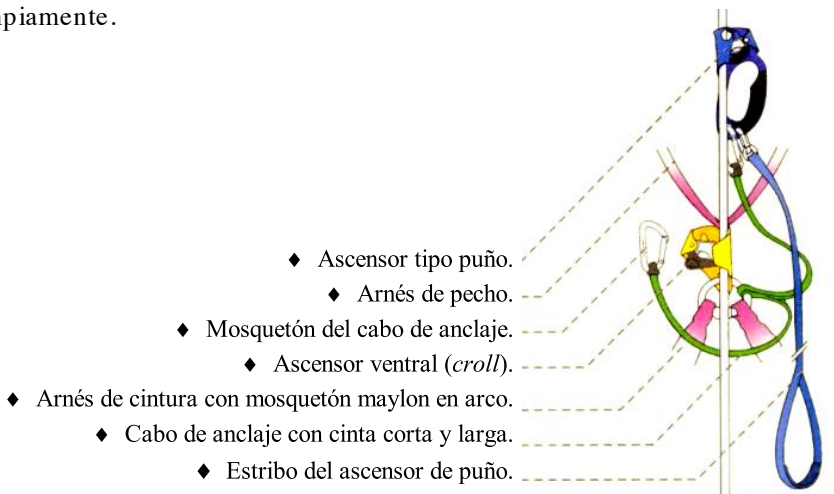 ♦ Ascensor tipo puño.
♦ Arnés de pecho.
♦ Mosquetón del cabo de anclaje.
♦ Ascensor ventral (croll).
♦ Arnés de cintura con mosquetón maylon en arco.
♦ Cabo de anclaje con cinta corta y larga.
♦ Estribo del ascensor de puño.